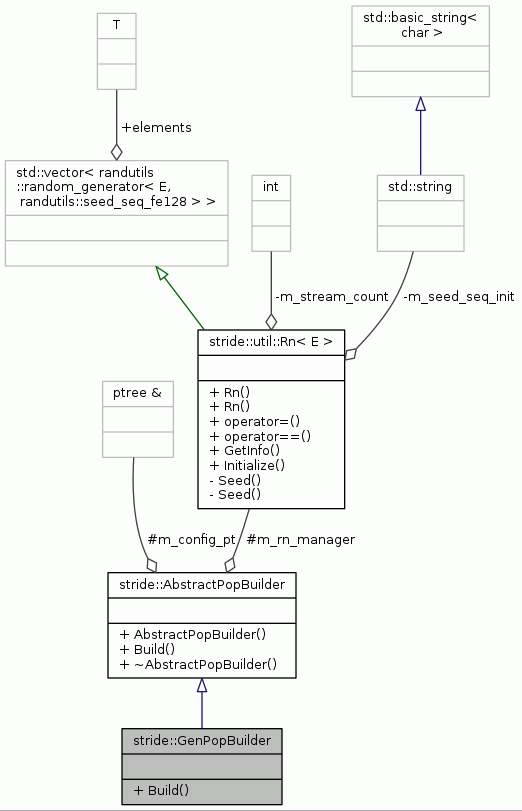 T
std::basic_string<
char >
+elements
std::vector< randutils
::random_generator< E,
randutils::seed_seq_fe128 > >
int
std::string
-m_stream_count
-m_seed_seq_init
stride::util::Rn< E >
+ Rn()
+ Rn()
+ operator=()
+ operator==()
+ GetInfo()
+ Initialize()
- Seed()
- Seed()
ptree &
#m_config_pt
#m_rn_manager
stride::AbstractPopBuilder
+ AbstractPopBuilder()
+ Build()
+ ~AbstractPopBuilder()
stride::GenPopBuilder
+ Build()